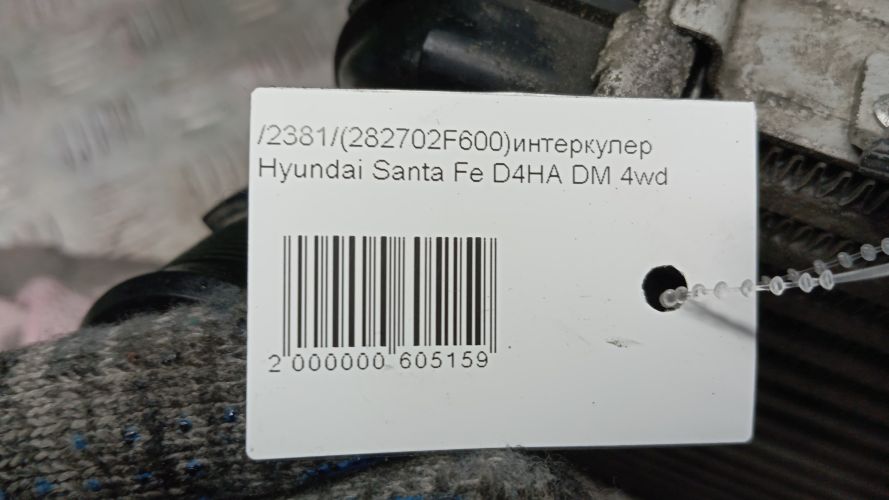 /2381/(282702F600)интеркулер
Hyundai Santa Fe D4HA DM 4wd
2 000000 605159